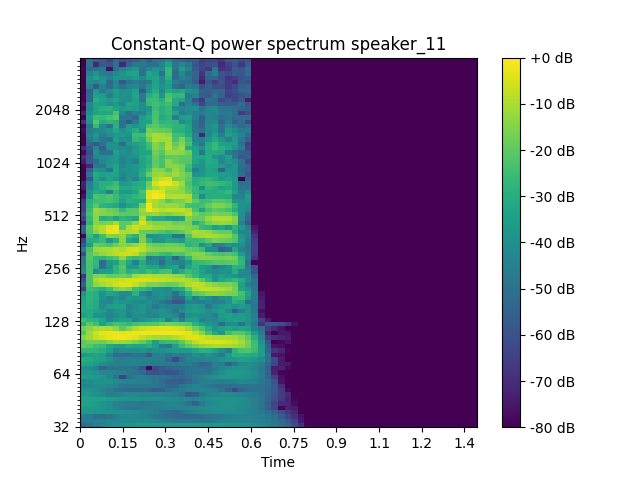 Constant-Q power spectrum speaker_11
Hz
2048
1024
512
256
128
64
32
0 0.15 0.3 0.45 0.6 0.75 0.9 1.1 1.2 1.4
Time
+0 dB
-10 dB
-20 dB
-30 dB
-40 dB
-50 dB
-60 dB
-70 dB
-80 dB